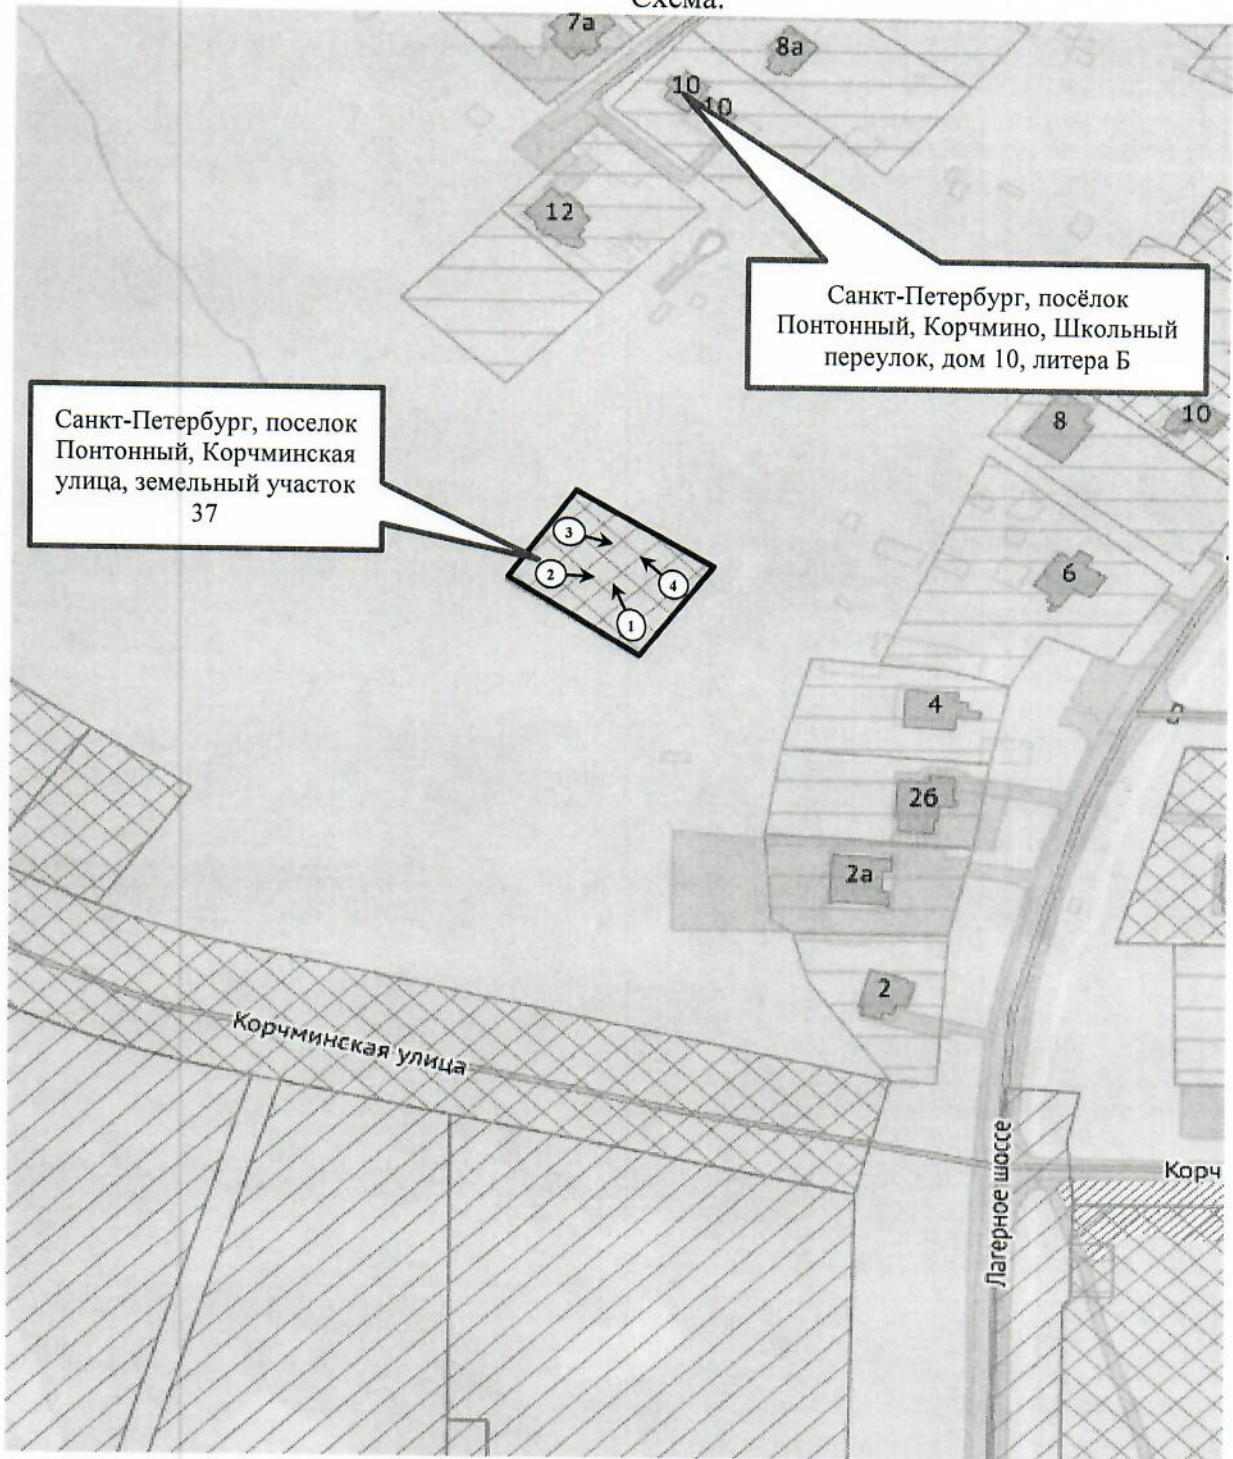 Схема.
7а
8а
10
10
12
Санкт-Петербург, посёлок
Понтонный, Корчмино, Школьный
переулок, дом 10, литера Б
Санкт-Петербург, поселок
Понтонный, Корчминская
улица, земельный участок
37
8
10
3
2
4
1
6
4
2б
2а
2
Корчминская улица
Лагерное шоссе
Корч